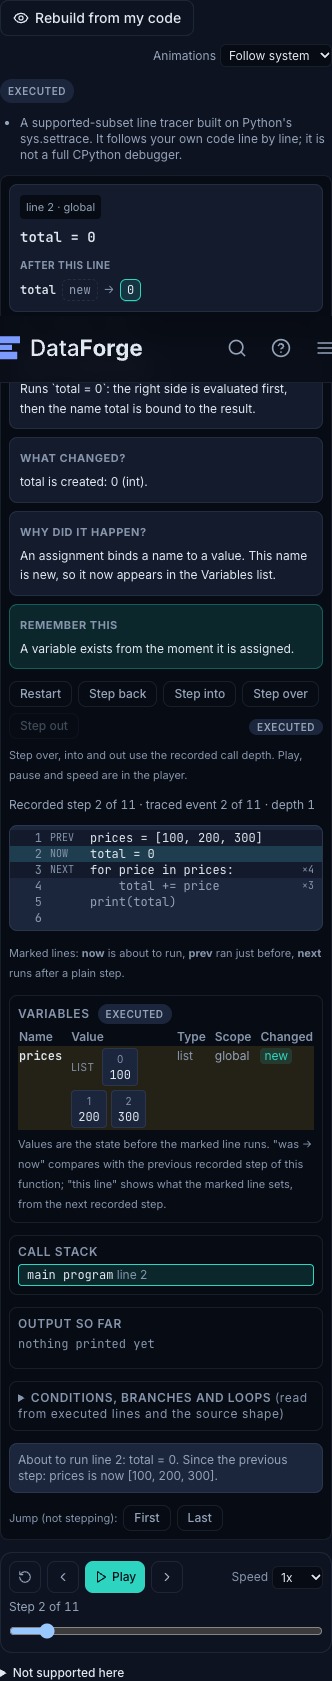 Rebuild from my code
Animations Follow system
EXECUTED
• A supported-subset line tracer built on Python's
sys.settrace. It follows your own code line by line; it is
not a full CPython debugger.
line 2 · global
total = 0
AFTER THIS LINE
total new → 0
DataForge
Runs `total = 0`: the right side is evaluated first,
then the name total is bound to the result.
WHAT CHANGED?
total is created: 0 (int).
WHY DID IT HAPPEN?
An assignment binds a name to a value. This name
is new, so it now appears in the Variables list.
REMEMBER THIS
A variable exists from the moment it is assigned.
Restart Step back Step into Step over
Step out EXECUTED
Step over, into and out use the recorded call depth. Play,
pause and speed are in the player.
Recorded step 2 of 11 · traced event 2 of 11 · depth 1
1 PREV prices = [100, 200, 300]
2 NOW total = 0
3 NEXT for price in prices: ×4
4 total += price ×3
5 print(total)
6
Marked lines: now is about to run, prev ran just before, next
runs after a plain step.
VARIABLES EXECUTED
Name Value Type Scope Changed
prices LIST 0 100 list global new
1 200 2 300
Values are the state before the marked line runs. "was →
now" compares with the previous recorded step of this
function; "this line" shows what the marked line sets,
from the next recorded step.
CALL STACK
main program line 2
OUTPUT SO FAR
nothing printed yet
▶ CONDITIONS, BRANCHES AND LOOPS (read
from executed lines and the source shape)
About to run line 2: total = 0. Since the previous
step: prices is now [100, 200, 300].
Jump (not stepping): First Last
Play Speed 1x
Step 2 of 11
▶ Not supported here